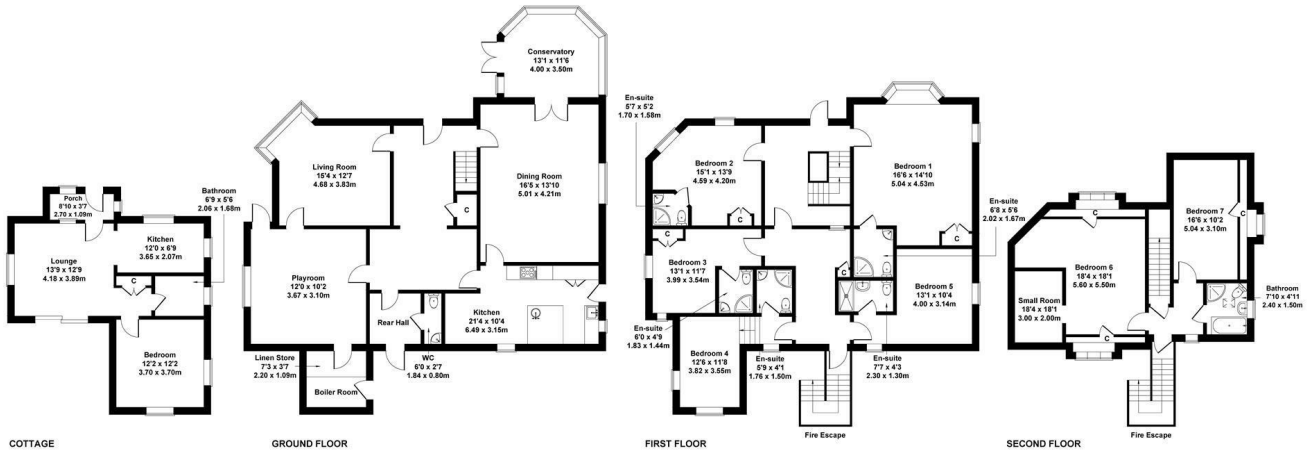 Porch
8'10 x 3'7
2.70 x 1.09m
Bathroom
6'9 x 5'6
2.06 x 1.68m
Kitchen
12'0 x 6'9
3.65 x 2.07m
Lounge
13'9 x 12'9
4.18 x 3.89m
C
Bedroom
12'2 x 12'2
3.70 x 3.70m
COTTAGE
Conservatory
13'1 x 11'6
4.00 x 3.50m
Living Room
15'4 x 12'7
4.68 x 3.83m
Dining Room
16'5 x 13'10
5.01 x 4.21m
C
Playroom
12'0 x 10'2
3.67 x 3.10m
Rear Hall
Kitchen
21'4 x 10'4
6.49 x 3.15m
Linen Store
7'3 x 3'7
2.20 x 1.09m
WC
6'0 x 2'7
1.84 x 0.80m
Boiler Room
GROUND FLOOR
En-suite
5'7 x 5'2
1.70 x 1.58m
Bedroom 2
15'1 x 13'9
4.59 x 4.20m
Bedroom 1
16'6 x 14'10
5.04 x 4.53m
En-suite
6'8 x 5'6
2.02 x 1.67m
C
C
C
C
Bedroom 3
13'1 x 11'7
3.99 x 3.54m
Bedroom 5
13'1 x 10'4
4.00 x 3.14m
En-suite
6'0 x 4'9
1.83 x 1.44m
Bedroom 4
12'6 x 11'8
3.82 x 3.55m
En-suite
5'9 x 4'1
1.76 x 1.50m
En-suite
7'7 x 4'3
2.30 x 1.30m
Fire Escape
FIRST FLOOR
Bedroom 7
16'6 x 10'2
5.04 x 3.10m
C
C
Bedroom 6
18'4 x 18'1
5.60 x 5.50m
Small Room
18'4 x 18'1
3.00 x 2.00m
C
Bathroom
7'10 x 4'11
2.40 x 1.50m
Fire Escape
SECOND FLOOR